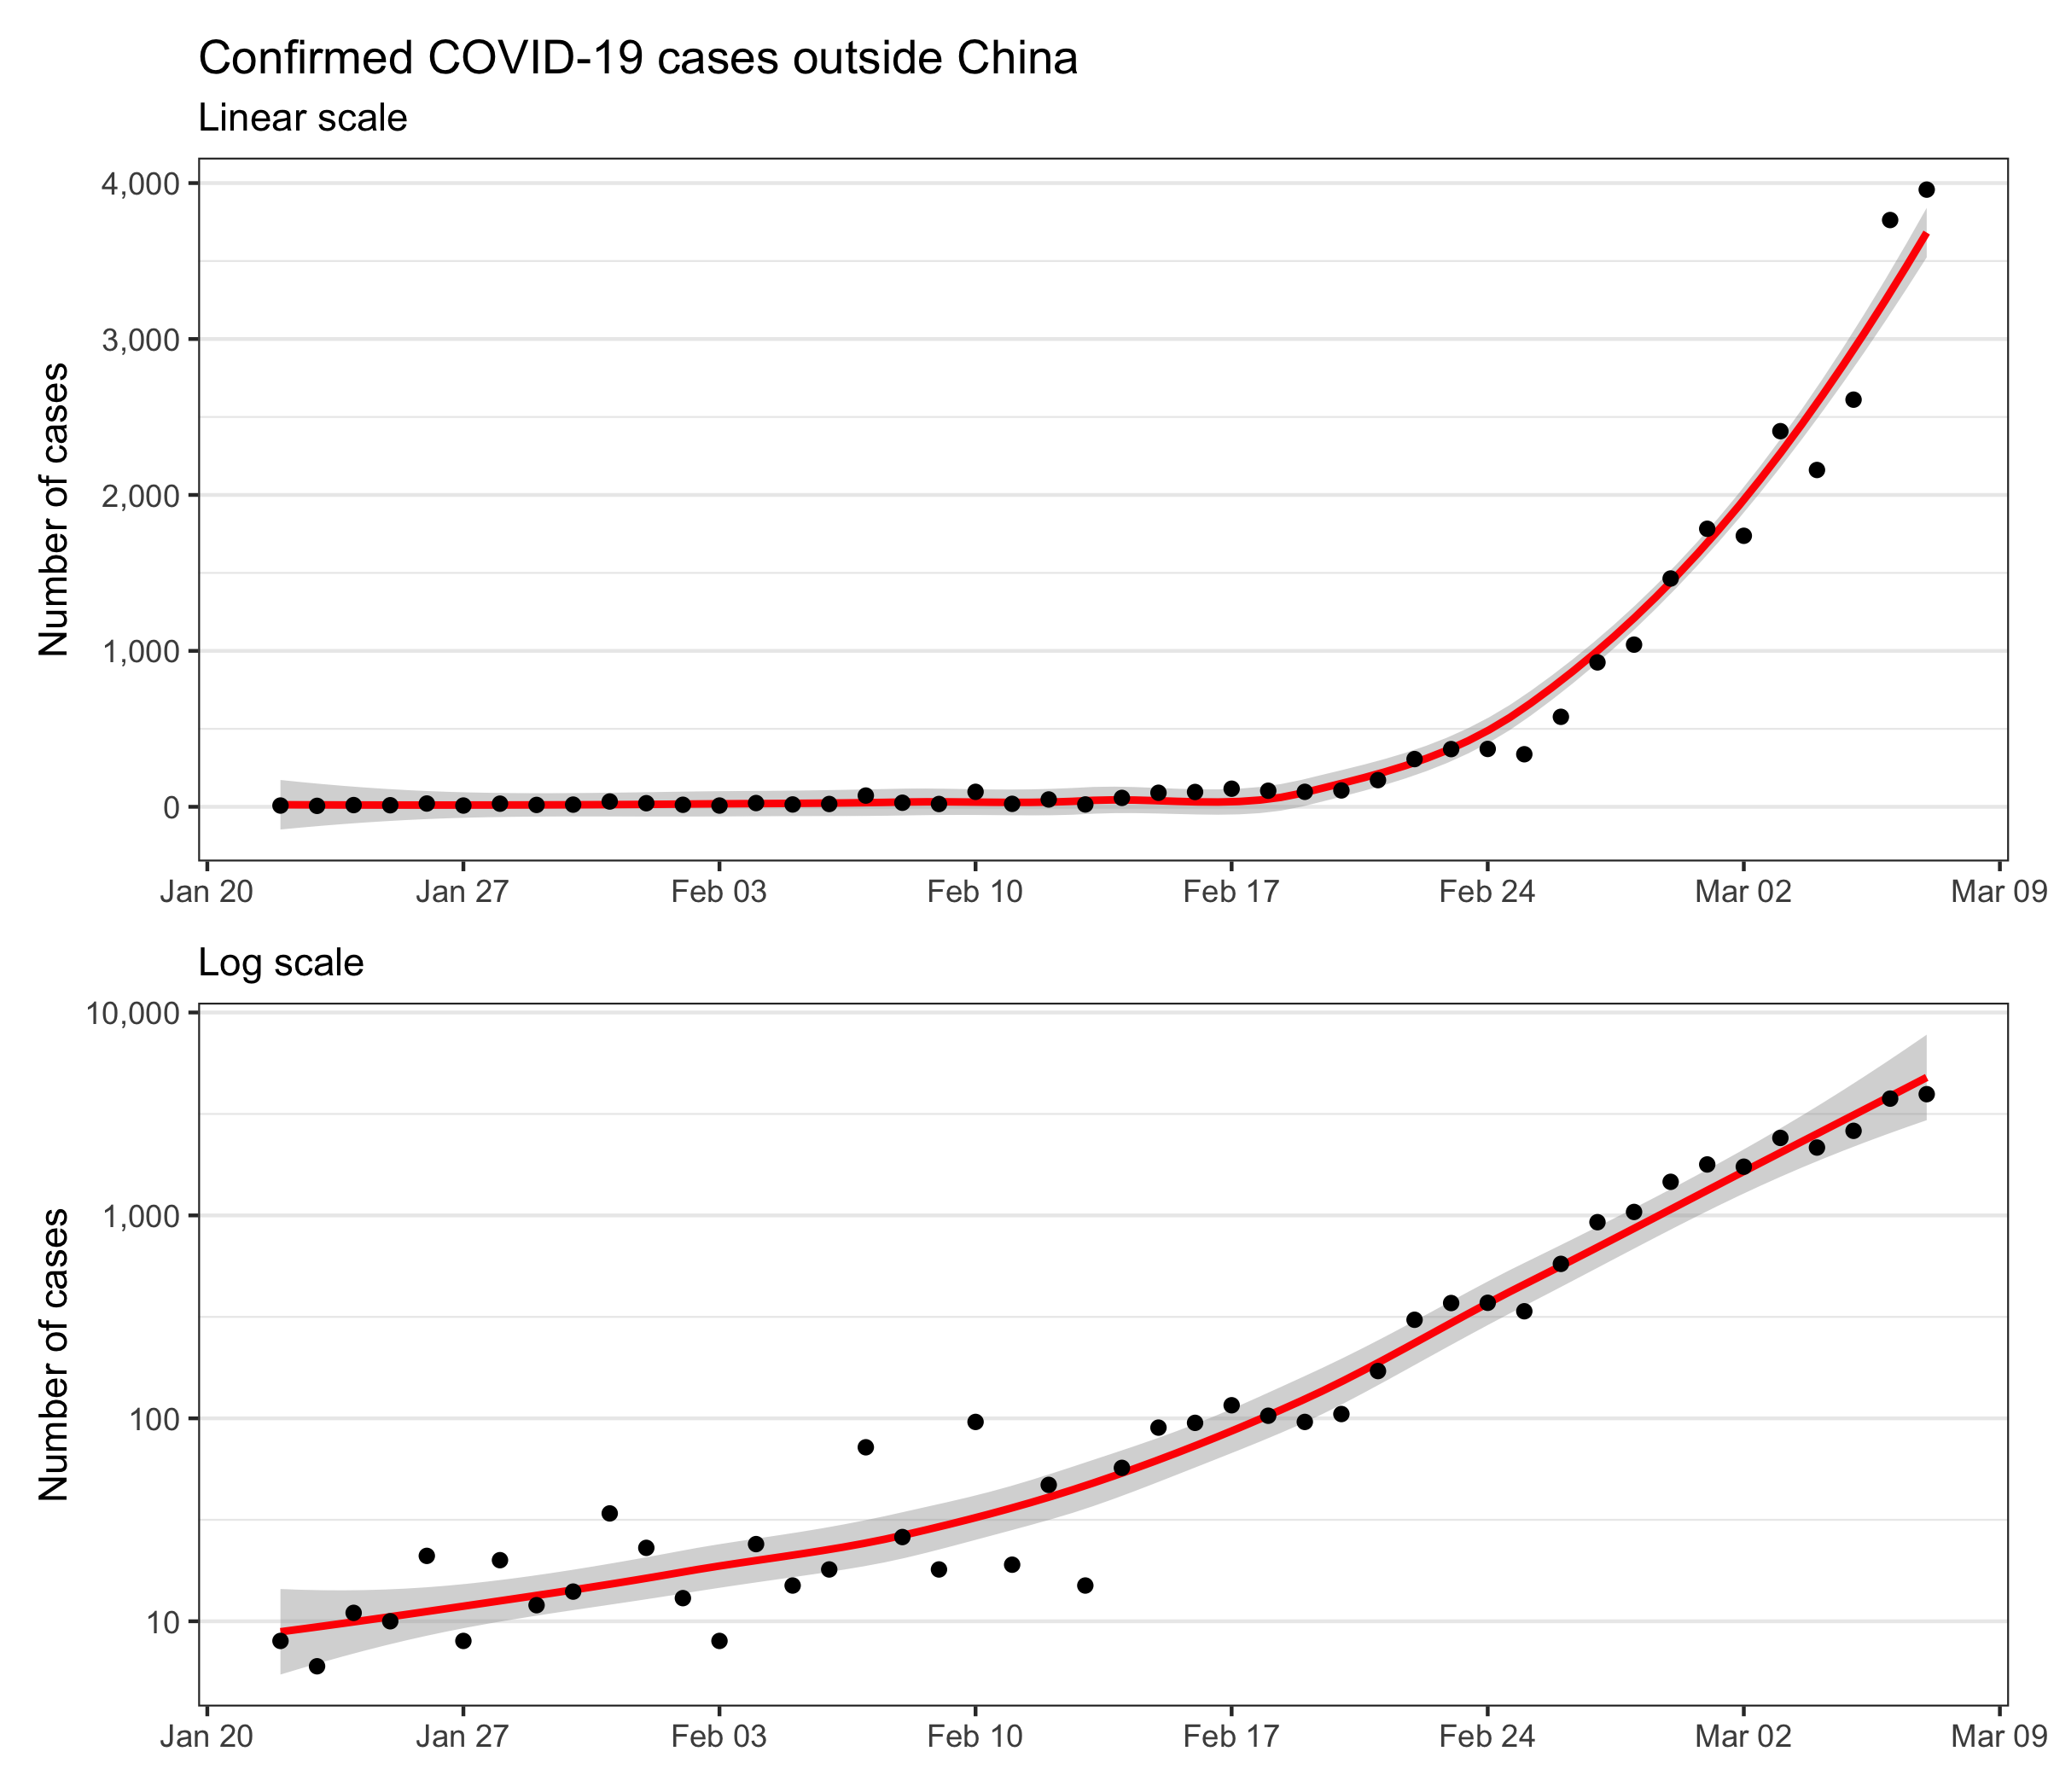 Confirmed COVID-19 cases outside China
Linear scale
Number of cases
4,000
3,000
2,000
1,000
0
Jan 20 Jan 27 Feb 03 Feb 10 Feb 17 Feb 24 Mar 02 Mar 09
Log scale
Number of cases
10,000
1,000
100
10
Jan 20 Jan 27 Feb 03 Feb 10 Feb 17 Feb 24 Mar 02 Mar 09